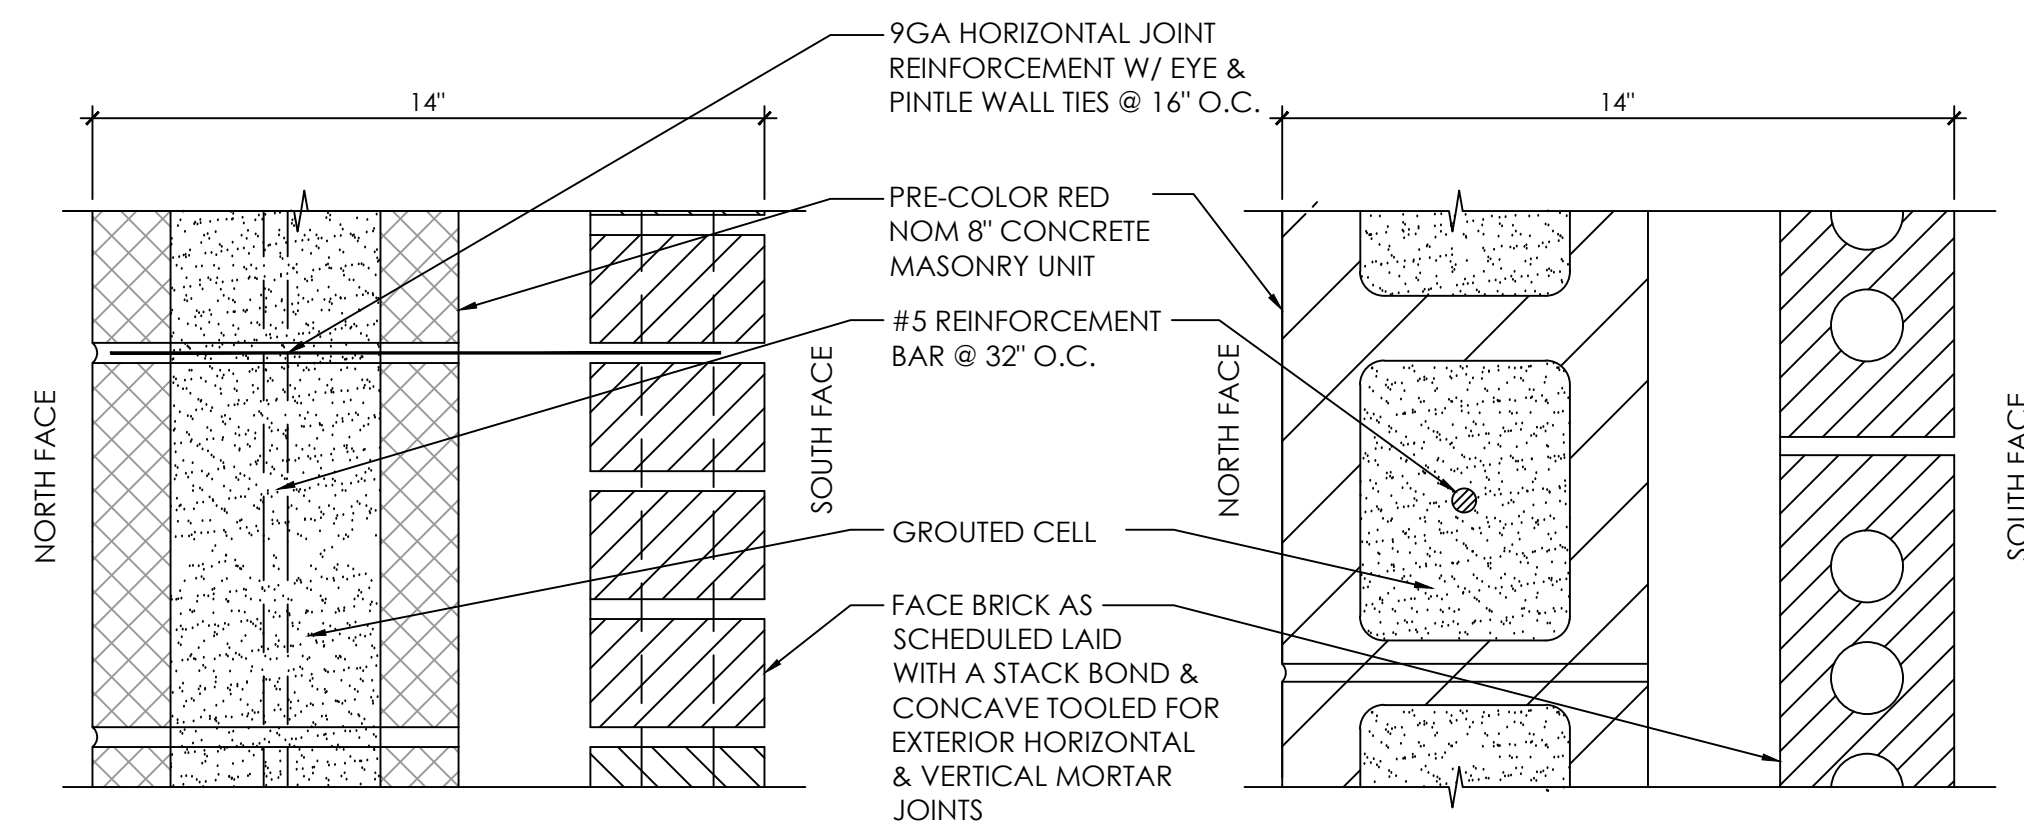 9GA HORIZONTAL JOINT
REINFORCEMENT W/ EYE &
PINTLE WALL TIES @ 16" O.C.
14"
14"
PRE-COLOR RED
NOM 8" CONCRETE
MASONRY UNIT
#5 REINFORCEMENT
BAR @ 32" O.C.
NORTH FACE
SOUTH FACE
NORTH FACE
SOUTH FACE
GROUTED CELL
FACE BRICK AS
SCHEDULED LAID
WITH A STACK BOND &
CONCAVE TOOLED FOR
EXTERIOR HORIZONTAL
& VERTICAL MORTAR
JOINTS